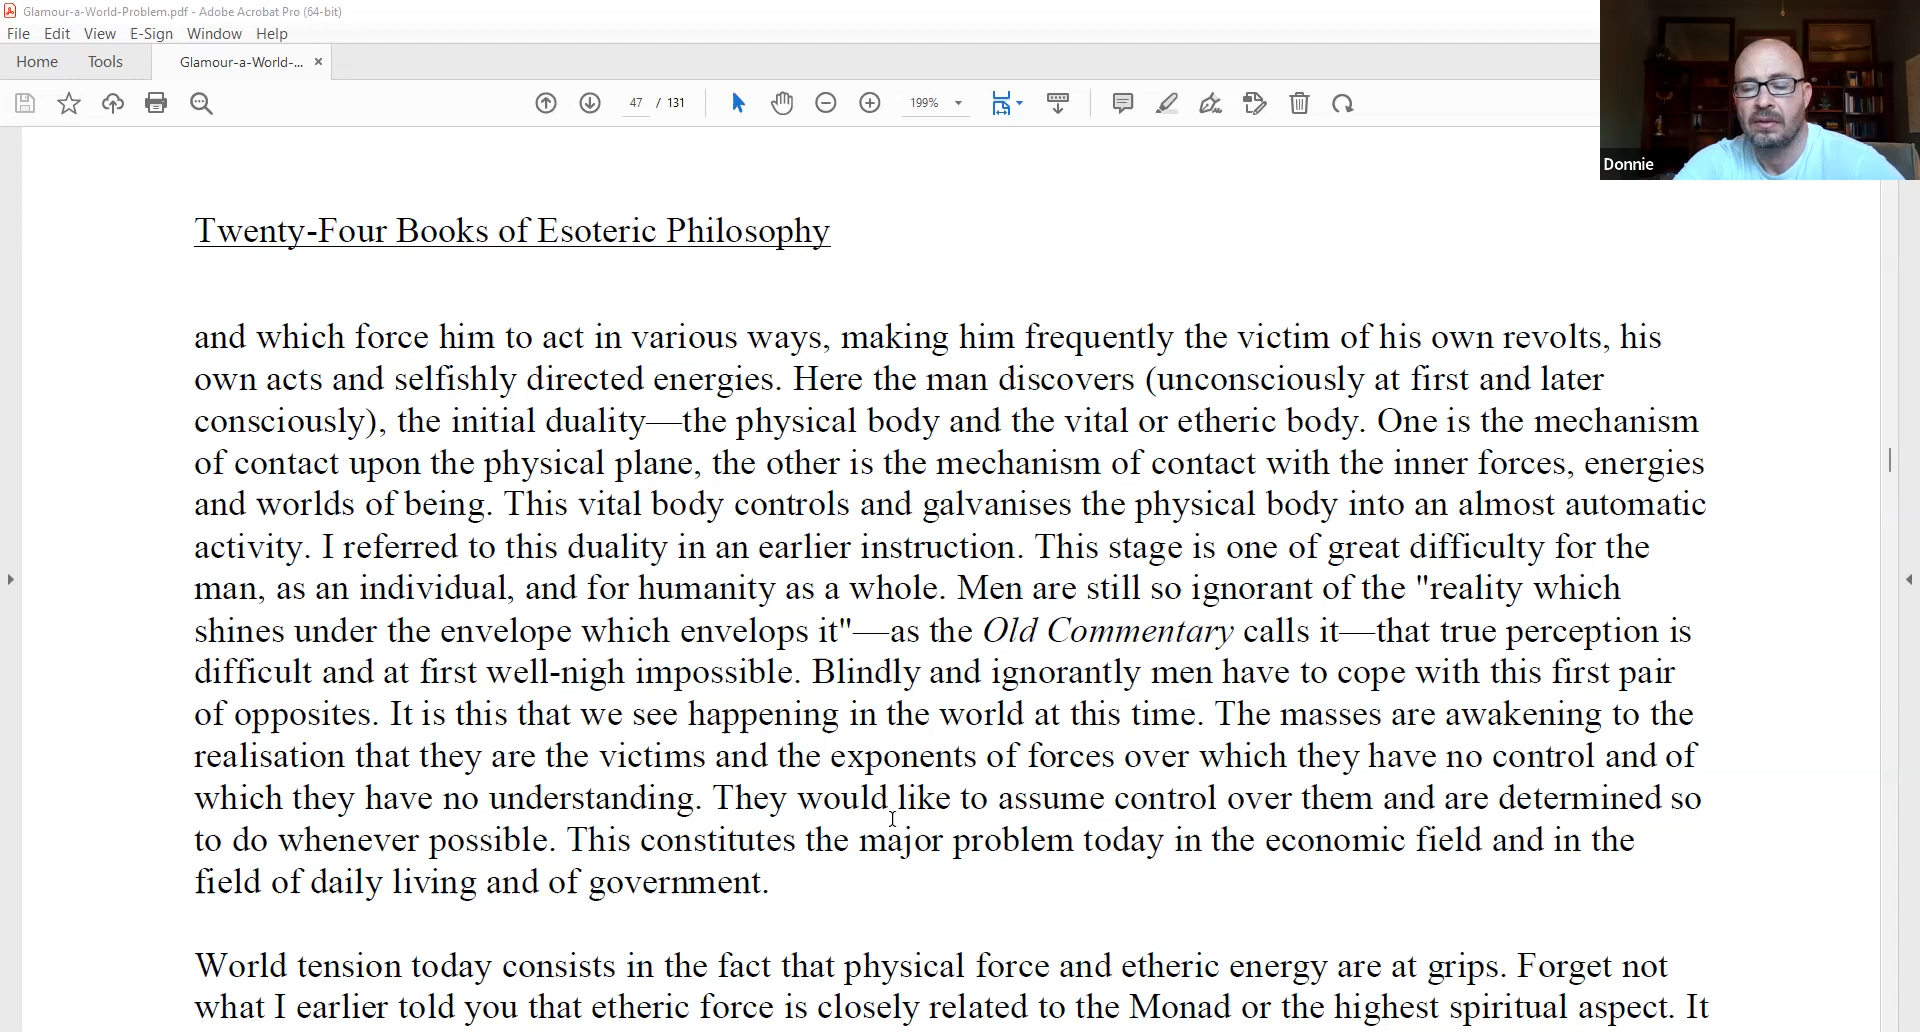 Glamour-a-World-Problem.pdf - Adobe Acrobat Pro (64-bit)
File Edit View E-Sign Window Help
Home Tools Glamour-a-World-... ×
47 / 131 199%
Donnie
Twenty-Four Books of Esoteric Philosophy
and which force him to act in various ways, making him frequently the victim of his own revolts, his
own acts and selfishly directed energies. Here the man discovers (unconsciously at first and later
consciously), the initial duality—the physical body and the vital or etheric body. One is the mechanism
of contact upon the physical plane, the other is the mechanism of contact with the inner forces, energies
and worlds of being. This vital body controls and galvanises the physical body into an almost automatic
activity. I referred to this duality in an earlier instruction. This stage is one of great difficulty for the
man, as an individual, and for humanity as a whole. Men are still so ignorant of the "reality which
shines under the envelope which envelops it"—as the Old Commentary calls it—that true perception is
difficult and at first well-nigh impossible. Blindly and ignorantly men have to cope with this first pair
of opposites. It is this that we see happening in the world at this time. The masses are awakening to the
realisation that they are the victims and the exponents of forces over which they have no control and of
which they have no understanding. They would like to assume control over them and are determined so
to do whenever possible. This constitutes the major problem today in the economic field and in the
field of daily living and of government.
World tension today consists in the fact that physical force and etheric energy are at grips. Forget not
what I earlier told you that etheric force is closely related to the Monad or the highest spiritual aspect. It